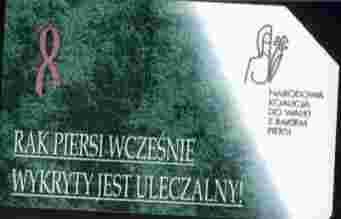 NARODOWA
KOALICJA
DO WALKI
Z RAKIEM
PIERSI
RAK PIERSI WCZEŚNIE
WYKRYTY JEST ULECZALNY!